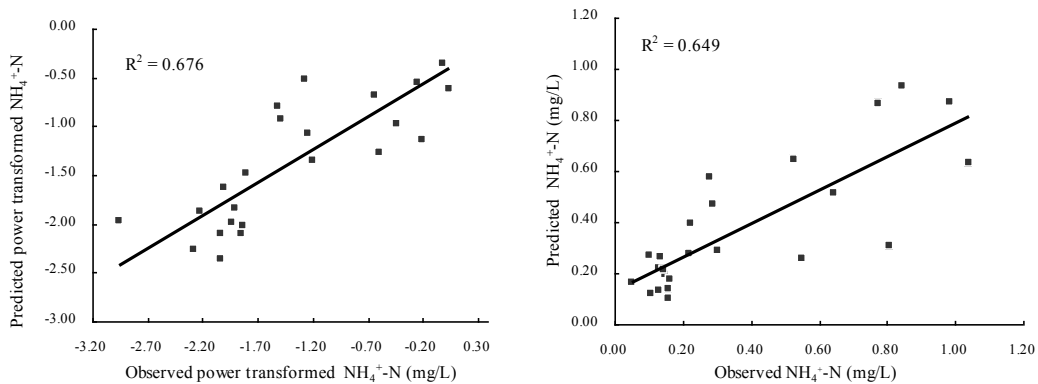 Predicted power transformed NH₄⁺-N
0.00
-0.50
-1.00
-1.50
-2.00
-2.50
-3.00
R² = 0.676
-3.20 -2.70 -2.20 -1.70 -1.20 -0.70 -0.20 0.30
Observed power transformed NH₄⁺-N (mg/L)
Predicted NH₄⁺-N (mg/L)
1.20
1.00
0.80
0.60
0.40
0.20
0.00
R² = 0.649
0.00 0.20 0.40 0.60 0.80 1.00 1.20
Observed NH₄⁺-N (mg/L)